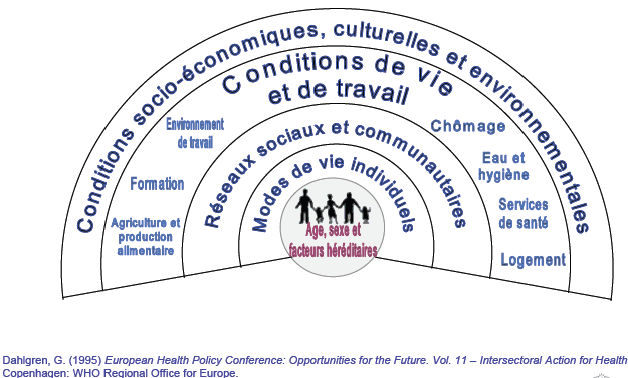 Conditions socio-économiques, culturelles et environnementales
Conditions de vie
et de travail
Environnement
de travail
Formation
Agriculture et
production
alimentaire
Réseaux sociaux et communautaires
Modes de vie individuels
Age, sexe et
facteurs héréditaires
Chômage
Eau et
hygiène
Services
de santé
Logement
Dahlgren, G. (1995) European Health Policy Conference: Opportunities for the Future. Vol. 11 – Intersectoral Action for Health
Copenhagen: WHO Regional Office for Europe.